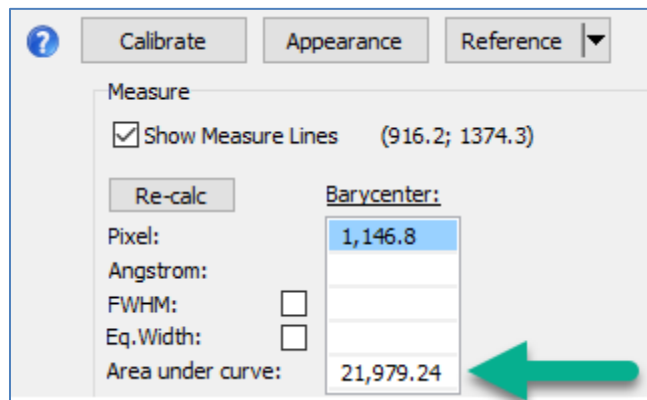 ? Calibrate Appearance Reference
Measure
Show Measure Lines (916.2; 1374.3)
Re-calc Barycenter:
Pixel: 1,146.8
Angstrom:
FWHM:
Eq.Width:
Area under curve: 21,979.24